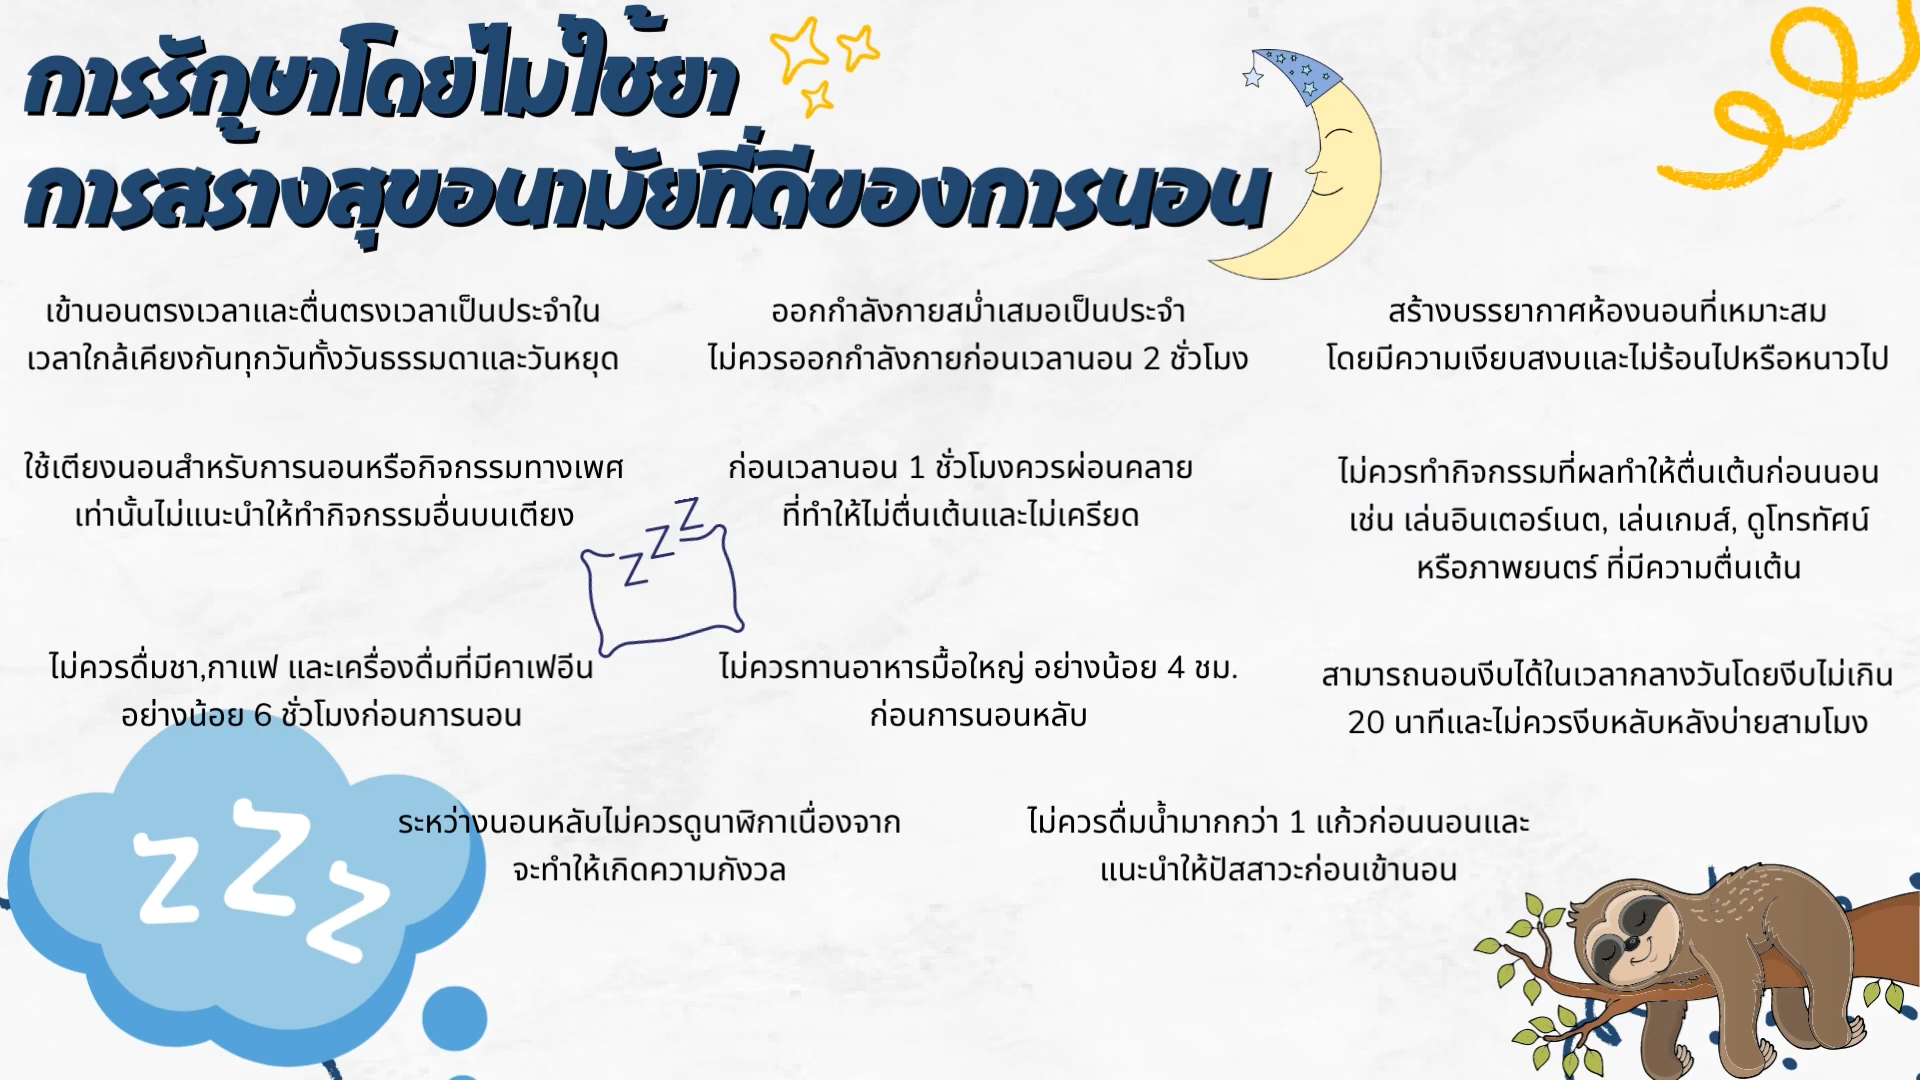 การรักษาโดยไม่ใช้ยา
การสร้างสุขอนามัยที่ดีของการนอน
เข้านอนตรงเวลาและตื่นตรงเวลาเป็นประจำใน
เวลาใกล้เคียงกันทุกวันทั้งวันธรรมดาและวันหยุด
ออกกำลังกายสม่ำเสมอเป็นประจำ
ไม่ควรออกกำลังกายก่อนเวลานอน 2 ชั่วโมง
สร้างบรรยากาศห้องนอนที่เหมาะสม
โดยมีความเงียบสงบและไม่ร้อนไปหรือหนาวไป
ใช้เตียงนอนสำหรับการนอนหรือกิจกรรมทางเพศ
เท่านั้นไม่แนะนำให้ทำกิจกรรมอื่นบนเตียง
ก่อนเวลานอน 1 ชั่วโมงควรผ่อนคลาย
ที่ทำให้ไม่ตื่นเต้นและไม่เครียด
ไม่ควรทำกิจกรรมที่ผลทำให้ตื่นเต้นก่อนนอน
เช่น เล่นอินเตอร์เนต, เล่นเกมส์, ดูโทรทัศน์
หรือภาพยนตร์ ที่มีความตื่นเต้น
Z Z Z
ไม่ควรดื่มชา,กาแฟ และเครื่องดื่มที่มีคาเฟอีน
อย่างน้อย 6 ชั่วโมงก่อนการนอน
ไม่ควรทานอาหารมื้อใหญ่ อย่างน้อย 4 ชม.
ก่อนการนอนหลับ
สามารถนอนงีบได้ในเวลากลางวันโดยงีบไม่เกิน
20 นาทีและไม่ควรงีบหลับหลังบ่ายสามโมง
z Z z
ระหว่างนอนหลับไม่ควรดูนาฬิกาเนื่องจาก
จะทำให้เกิดความกังวล
ไม่ควรดื่มน้ำมากกว่า 1 แก้วก่อนนอนและ
แนะนำให้ปัสสาวะก่อนเข้านอน